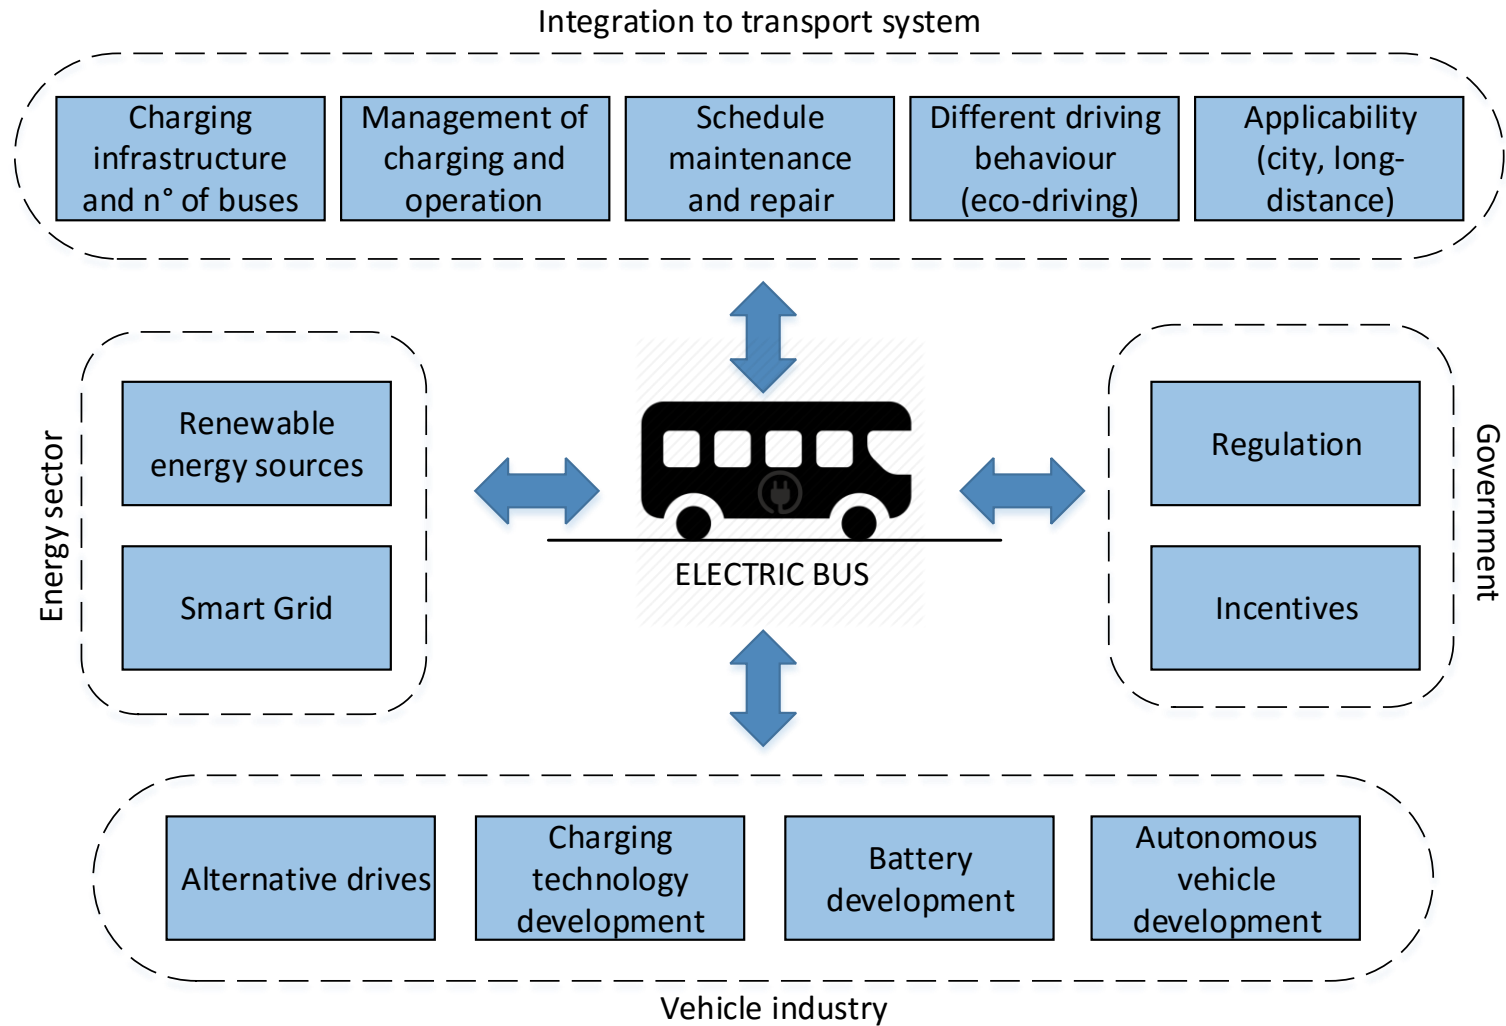 Integration to transport system
Charging
infrastructure
and n° of buses
Management of
charging and
operation
Schedule
maintenance
and repair
Different driving
behaviour
(eco-driving)
Applicability
(city, long-
distance)
Energy sector
Renewable
energy sources
Smart Grid
ELECTRIC BUS
Regulation
Incentives
Government
Alternative drives
Charging
technology
development
Battery
development
Autonomous
vehicle
development
Vehicle industry